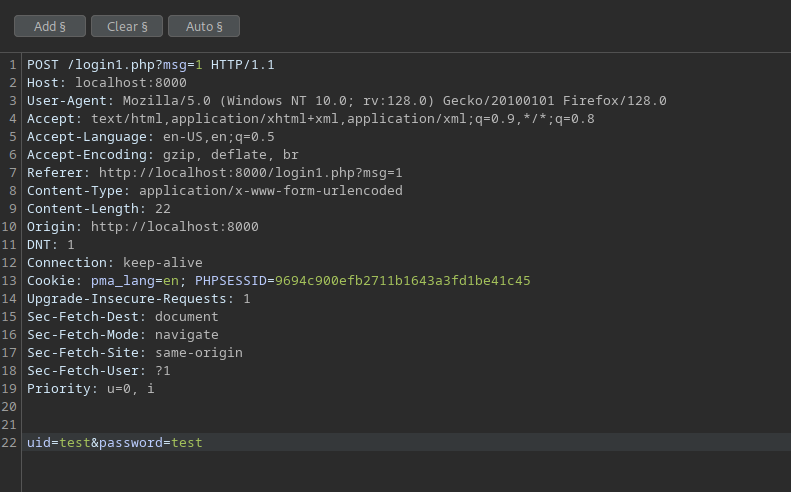 Add §
Clear §
Auto §
1 POST /login1.php?msg=1 HTTP/1.1
2 Host: localhost:8000
3 User-Agent: Mozilla/5.0 (Windows NT 10.0; rv:128.0) Gecko/20100101 Firefox/128.0
4 Accept: text/html,application/xhtml+xml,application/xml;q=0.9,*/*;q=0.8
5 Accept-Language: en-US,en;q=0.5
6 Accept-Encoding: gzip, deflate, br
7 Referer: http://localhost:8000/login1.php?msg=1
8 Content-Type: application/x-www-form-urlencoded
9 Content-Length: 22
10 Origin: http://localhost:8000
11 DNT: 1
12 Connection: keep-alive
13 Cookie: pma_lang=en; PHPSESSID=9694c900efb2711b1643a3fd1be41c45
14 Upgrade-Insecure-Requests: 1
15 Sec-Fetch-Dest: document
16 Sec-Fetch-Mode: navigate
17 Sec-Fetch-Site: same-origin
18 Sec-Fetch-User: ?1
19 Priority: u=0, i
20
21
22 uid=test&password=test